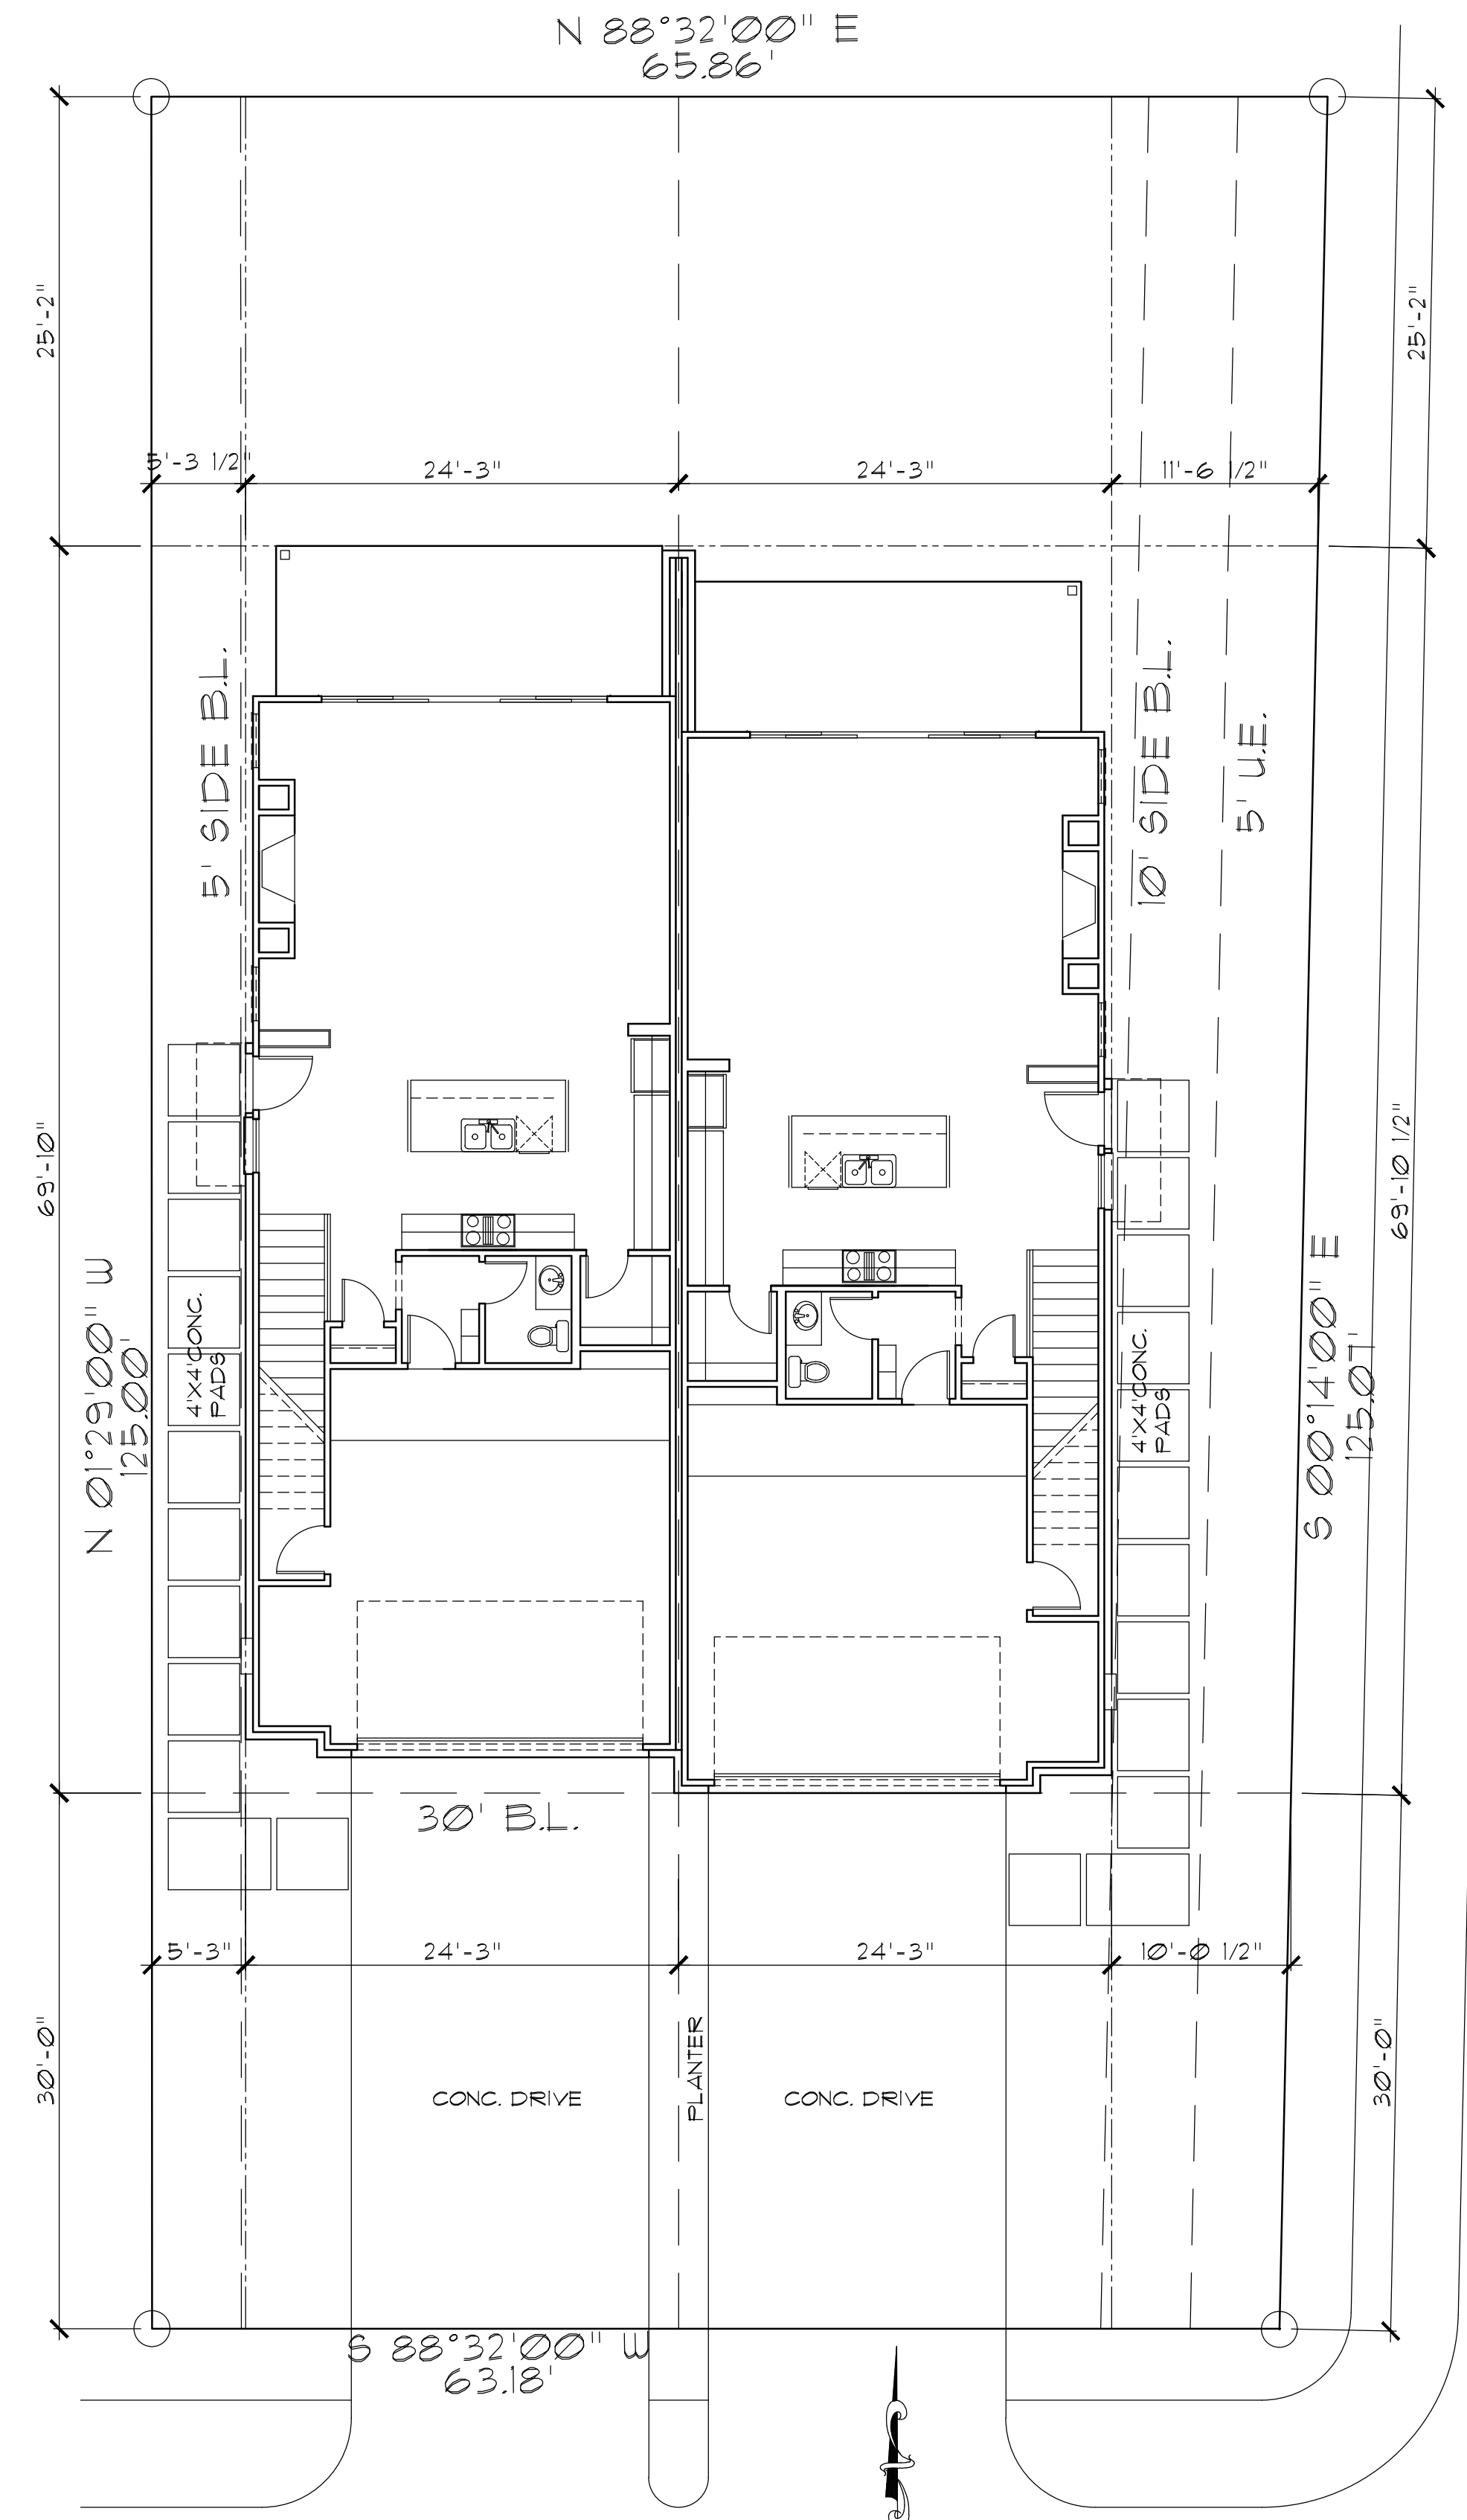 N 88°32'00" E
65.86'
25'-2"
25'-2"
5'-3 1/2"
24'-3"
24'-3"
11'-6 1/2"
5' SIDE B.L.
10' SIDE B.L.
5' U.E.
69'-10"
69'-10 1/2"
N 01°29'00" W
125.00'
4'X4'CONC.
PADS
4'X4'CONC.
PADS
S 00°14'00" E
125.07'
30' B.L.
5'-3"
24'-3"
24'-3"
10'-0 1/2"
30'-0"
30'-0"
CONC. DRIVE
PLANTER
CONC. DRIVE
S 88°32'00" W
63.18'